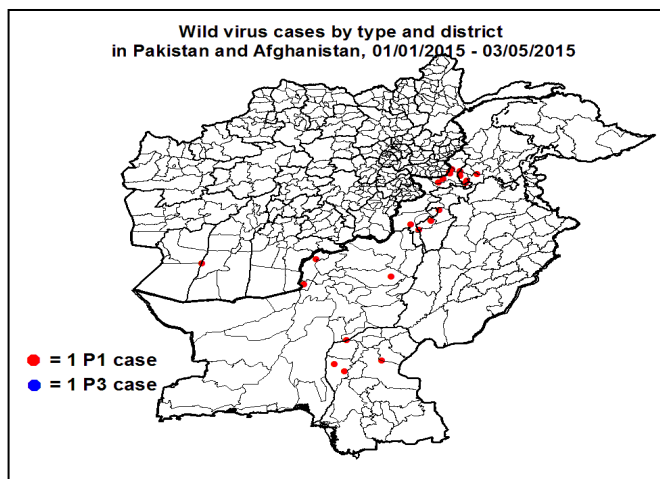 Wild virus cases by type and district
in Pakistan and Afghanistan, 01/01/2015 - 03/05/2015
= 1 P1 case
= 1 P3 case